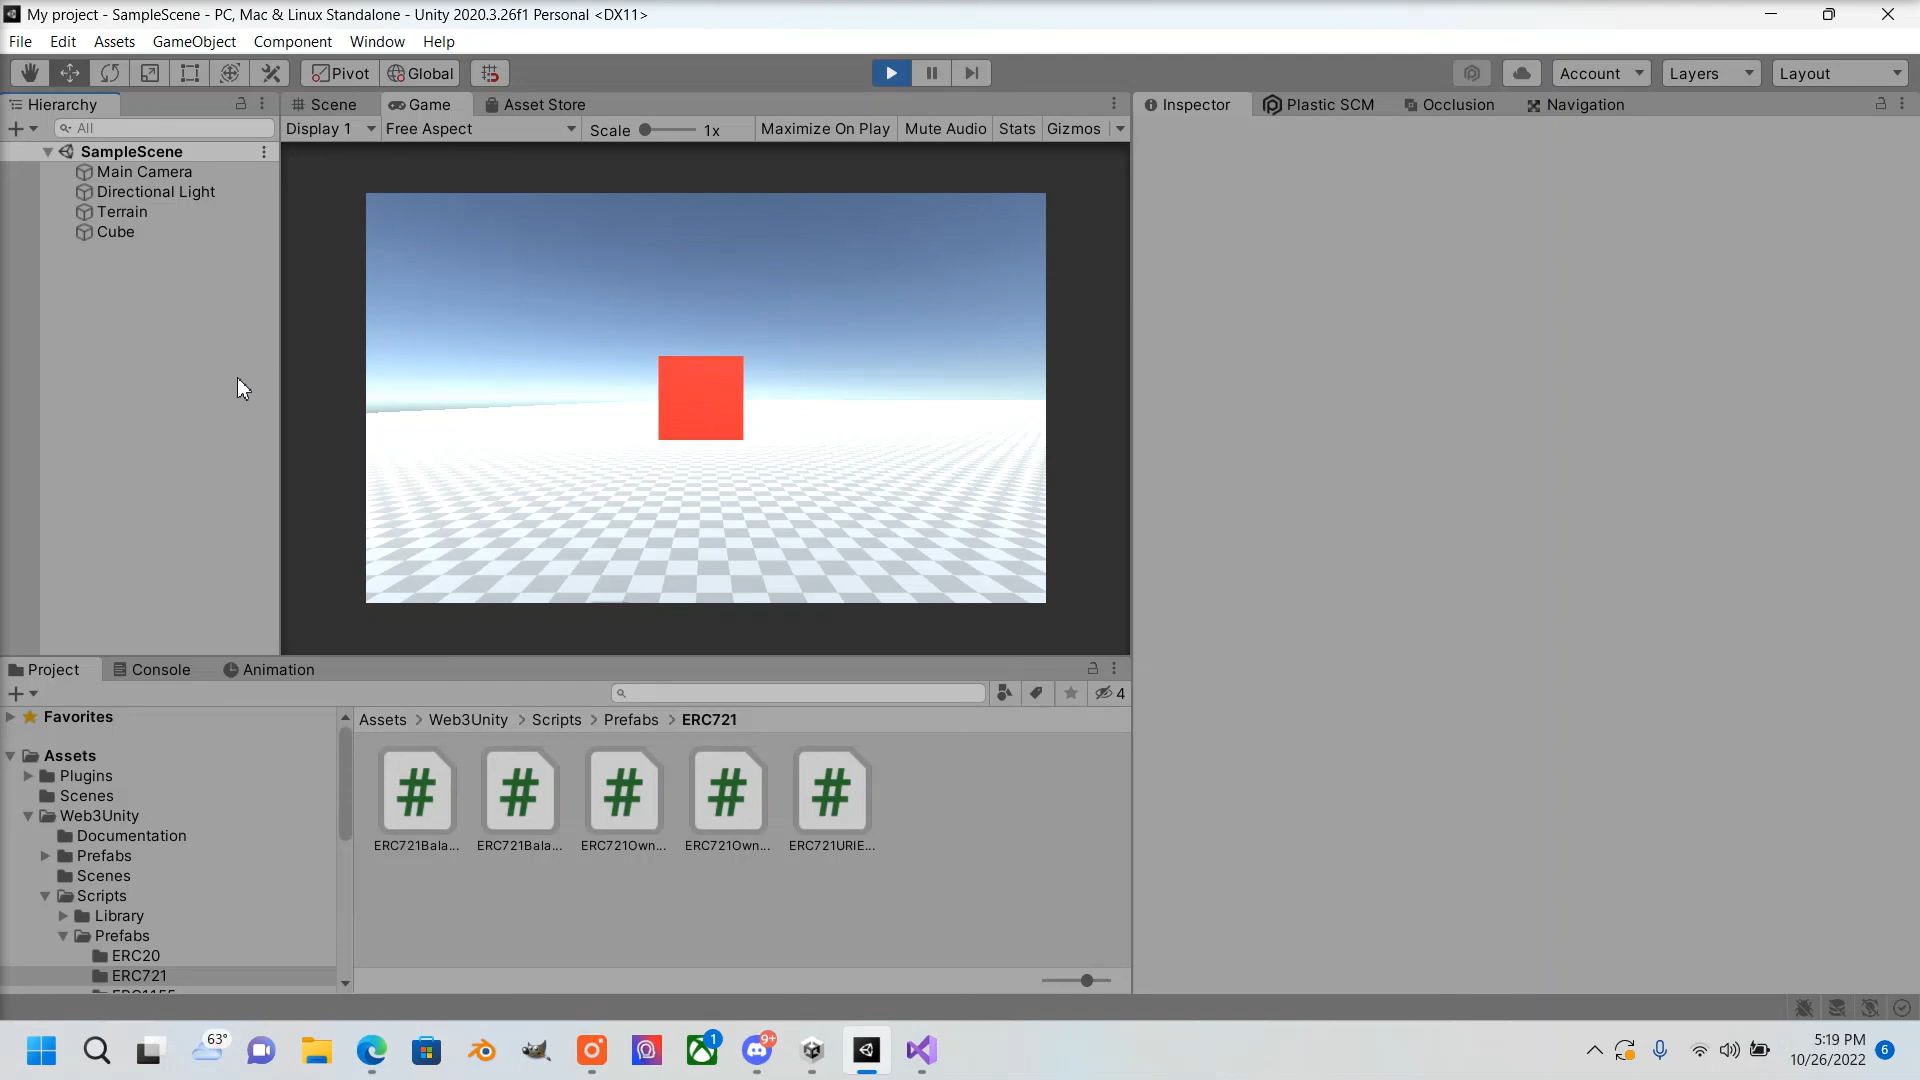 My project - SampleScene - PC, Mac & Linux Standalone - Unity 2020.3.26f1 Personal <DX11>
File Edit Assets GameObject Component Window Help
Pivot Global Account Layers Layout
Hierarchy Scene Game Asset Store Inspector Plastic SCM Occlusion Navigation
All Display 1 Free Aspect Scale 1x Maximize On Play Mute Audio Stats Gizmos
SampleScene
Main Camera
Directional Light
Terrain
Cube
Project Console Animation
4
Favorites Assets > Web3Unity > Scripts > Prefabs > ERC721
Assets
Plugins
Scenes
Web3Unity
Documentation
Prefabs
Scenes
Scripts
Library
Prefabs
ERC20
ERC721
# # # # #
ERC721Bala... ERC721Bala... ERC721Own... ERC721Own... ERC721URIE...
63° 1 9+ 5:19 PM
10/26/2022 6